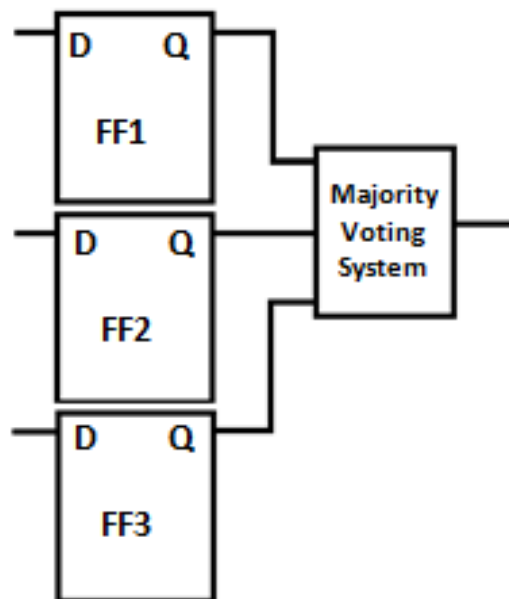 D Q
FF1
D Q
FF2
D Q
FF3
Majority
Voting
System